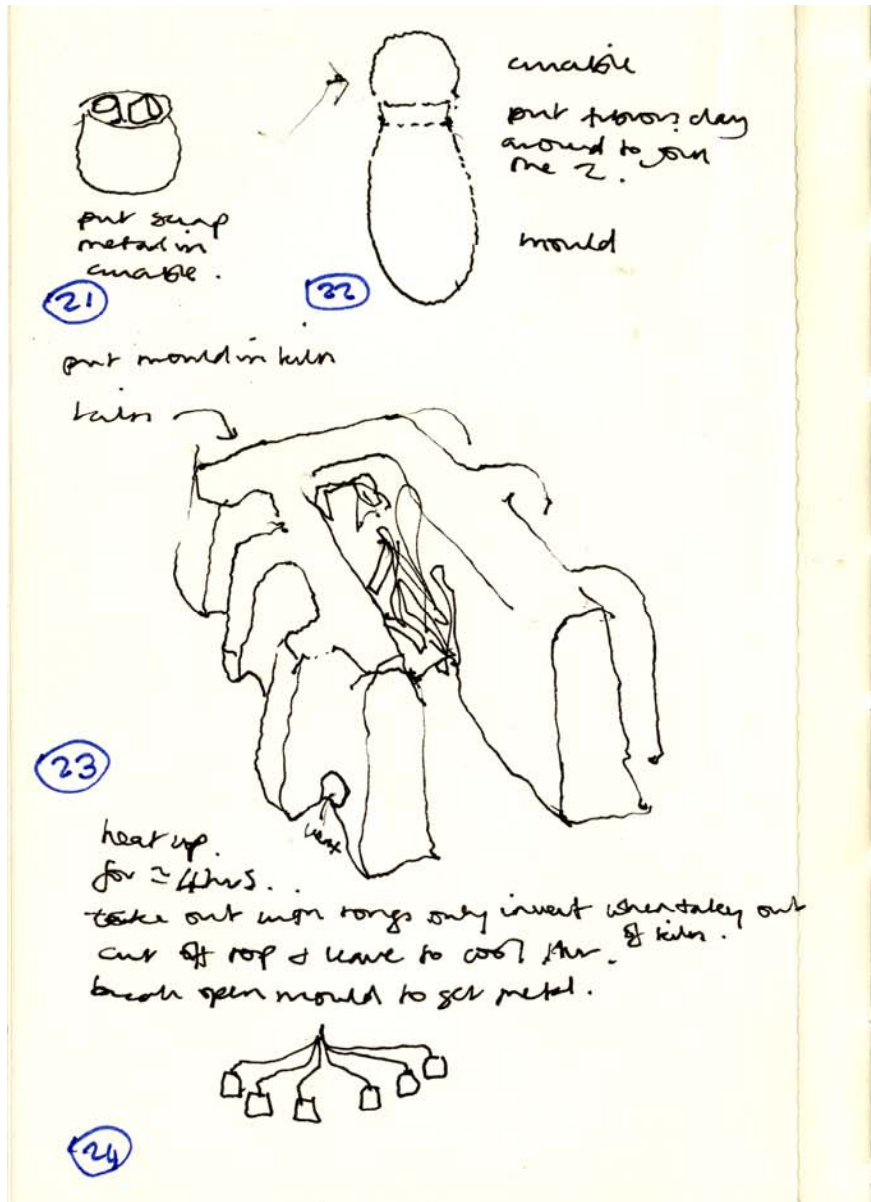 crucible
put fibrous clay
around to join
the 2.
mould
put scrap
metal in
crucible.
21
22
put mould in kiln
kiln
23
heat up.
for ≃ 4hrs..
take out with tongs only invert when taken out
of kiln.
cut off top & leave to cool 1hr.
break open mould to get metal.
24